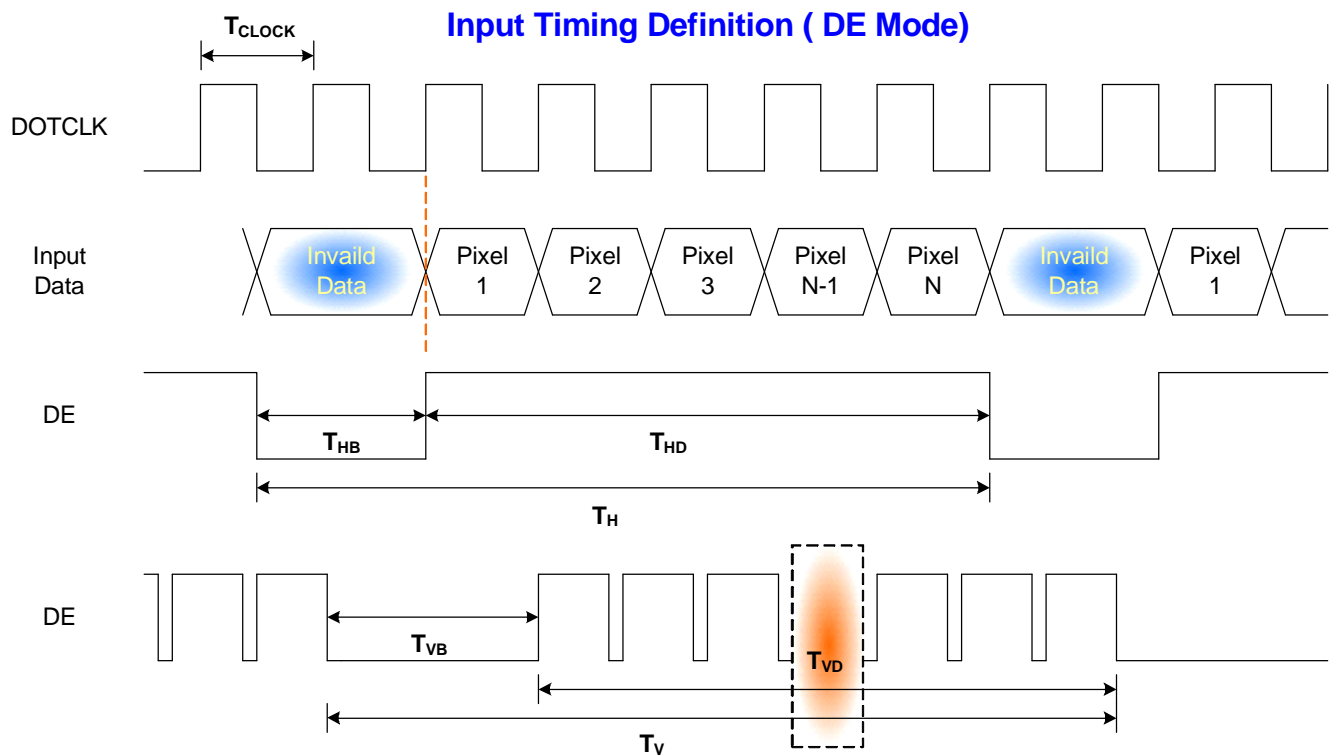 Input Timing Definition ( DE Mode)
TCLOCK
DOTCLK
Input
Data
Invaild
Data
Pixel
1
Pixel
2
Pixel
3
Pixel
N-1
Pixel
N
Invaild
Data
Pixel
1
DE
THB
THD
TH
DE
TVB
TVD
TV